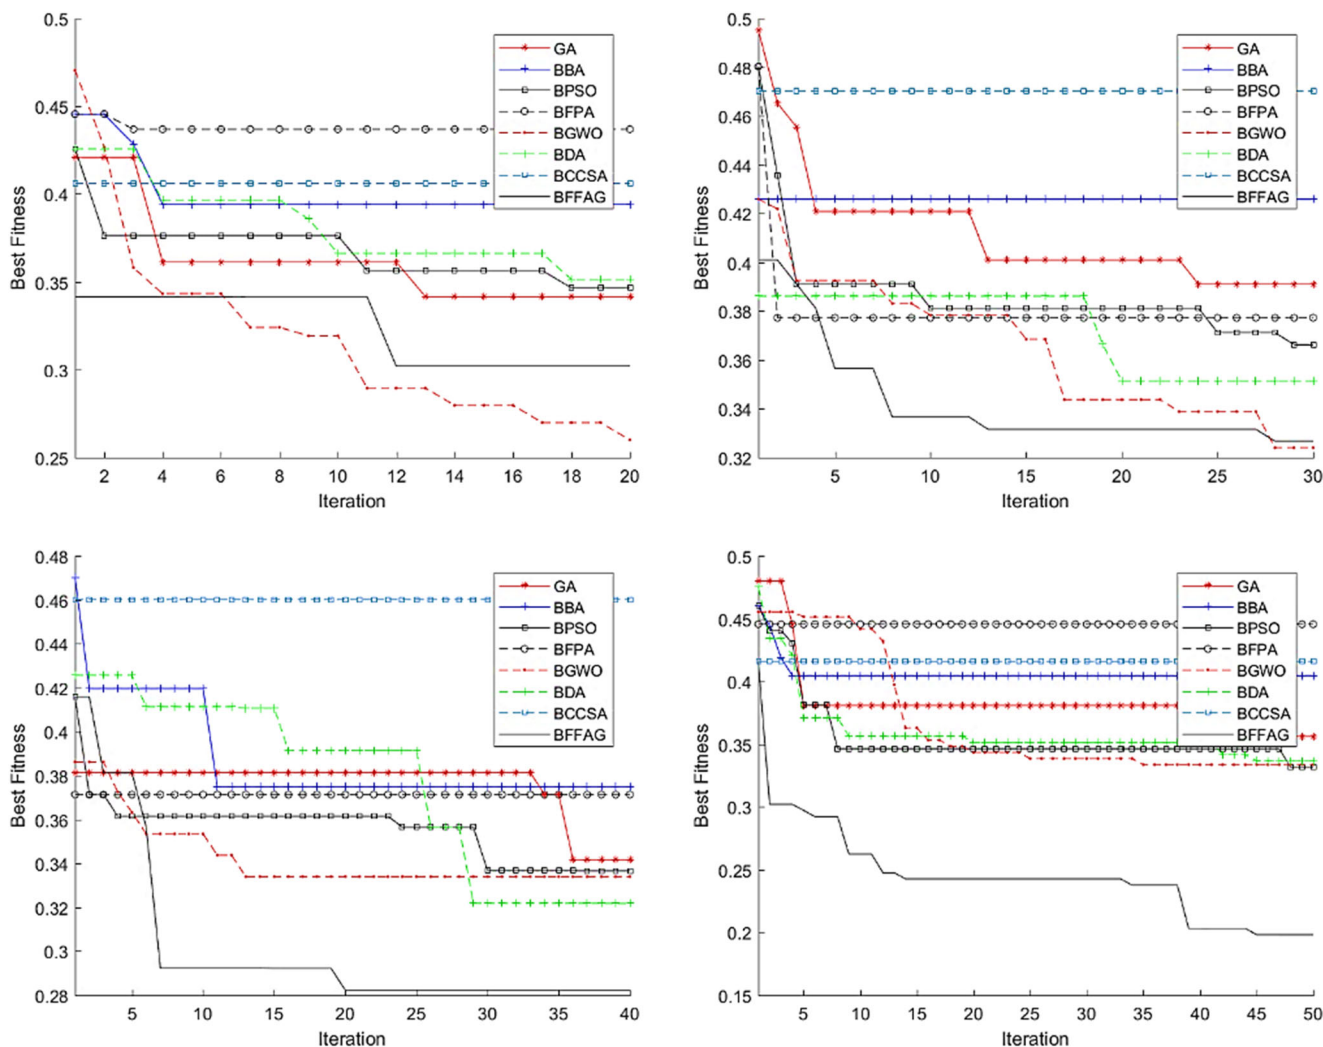 0.5
0.45
0.4
0.35
0.3
0.25
Best Fitness
2 4 6 8 10 12 14 16 18 20
Iteration
GA
BBA
BPSO
BFPA
BGWO
BDA
BCCSA
BFFAG
0.5
0.48
0.46
0.44
0.42
0.4
0.38
0.36
0.34
0.32
Best Fitness
5 10 15 20 25 30
Iteration
GA
BBA
BPSO
BFPA
BGWO
BDA
BCCSA
BFFAG
0.48
0.46
0.44
0.42
0.4
0.38
0.36
0.34
0.32
0.3
0.28
Best Fitness
5 10 15 20 25 30 35 40
Iteration
GA
BBA
BPSO
BFPA
BGWO
BDA
BCCSA
BFFAG
0.5
0.45
0.4
0.35
0.3
0.25
0.2
0.15
Best Fitness
5 10 15 20 25 30 35 40 45 50
Iteration
GA
BBA
BPSO
BFPA
BGWO
BDA
BCCSA
BFFAG